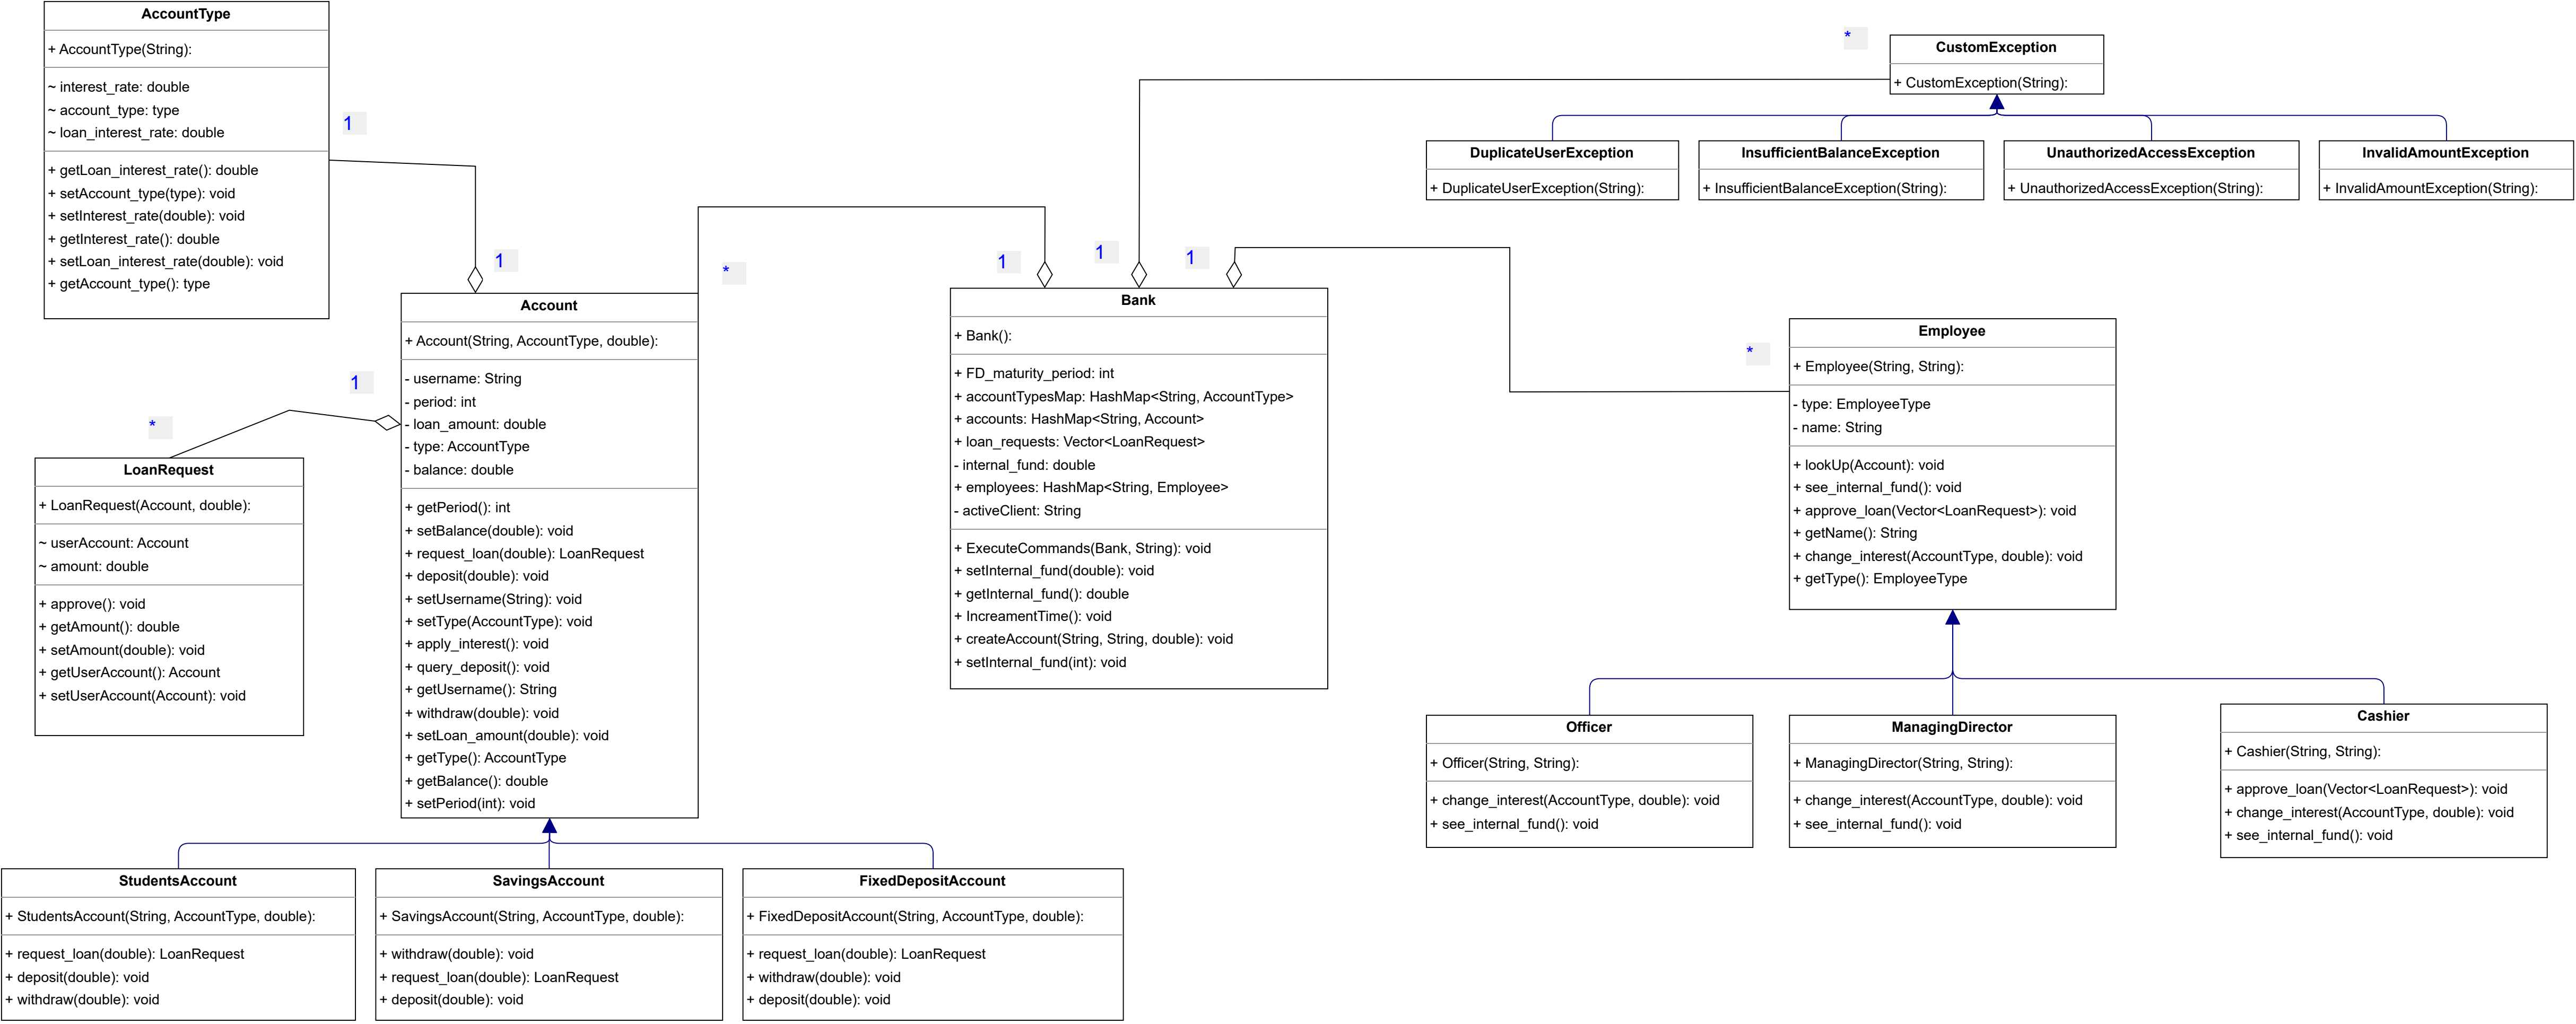 AccountType
+ AccountType(String):
~ interest_rate: double
~ account_type: type
~ loan_interest_rate: double
+ getLoan_interest_rate(): double
+ setAccount_type(type): void
+ setInterest_rate(double): void
+ getInterest_rate(): double
+ setLoan_interest_rate(double): void
+ getAccount_type(): type
1
1
*
CustomException
+ CustomException(String):
DuplicateUserException
+ DuplicateUserException(String):
InsufficientBalanceException
+ InsufficientBalanceException(String):
UnauthorizedAccessException
+ UnauthorizedAccessException(String):
InvalidAmountException
+ InvalidAmountException(String):
*
1
1
1
Account
+ Account(String, AccountType, double):
- username: String
- period: int
- loan_amount: double
- type: AccountType
- balance: double
+ getPeriod(): int
+ setBalance(double): void
+ request_loan(double): LoanRequest
+ deposit(double): void
+ setUsername(String): void
+ setType(AccountType): void
+ apply_interest(): void
+ query_deposit(): void
+ getUsername(): String
+ withdraw(double): void
+ setLoan_amount(double): void
+ getType(): AccountType
+ getBalance(): double
+ setPeriod(int): void
Bank
+ Bank():
+ FD_maturity_period: int
+ accountTypesMap: HashMap<String, AccountType>
+ accounts: HashMap<String, Account>
+ loan_requests: Vector<LoanRequest>
- internal_fund: double
+ employees: HashMap<String, Employee>
- activeClient: String
+ ExecuteCommands(Bank, String): void
+ setInternal_fund(double): void
+ getInternal_fund(): double
+ IncreamentTime(): void
+ createAccount(String, String, double): void
+ setInternal_fund(int): void
*
Employee
+ Employee(String, String):
- type: EmployeeType
- name: String
+ lookUp(Account): void
+ see_internal_fund(): void
+ approve_loan(Vector<LoanRequest>): void
+ getName(): String
+ change_interest(AccountType, double): void
+ getType(): EmployeeType
1
*
LoanRequest
+ LoanRequest(Account, double):
~ userAccount: Account
~ amount: double
+ approve(): void
+ getAmount(): double
+ setAmount(double): void
+ getUserAccount(): Account
+ setUserAccount(Account): void
Officer
+ Officer(String, String):
+ change_interest(AccountType, double): void
+ see_internal_fund(): void
ManagingDirector
+ ManagingDirector(String, String):
+ change_interest(AccountType, double): void
+ see_internal_fund(): void
Cashier
+ Cashier(String, String):
+ approve_loan(Vector<LoanRequest>): void
+ change_interest(AccountType, double): void
+ see_internal_fund(): void
StudentsAccount
+ StudentsAccount(String, AccountType, double):
+ request_loan(double): LoanRequest
+ deposit(double): void
+ withdraw(double): void
SavingsAccount
+ SavingsAccount(String, AccountType, double):
+ withdraw(double): void
+ request_loan(double): LoanRequest
+ deposit(double): void
FixedDepositAccount
+ FixedDepositAccount(String, AccountType, double):
+ request_loan(double): LoanRequest
+ withdraw(double): void
+ deposit(double): void